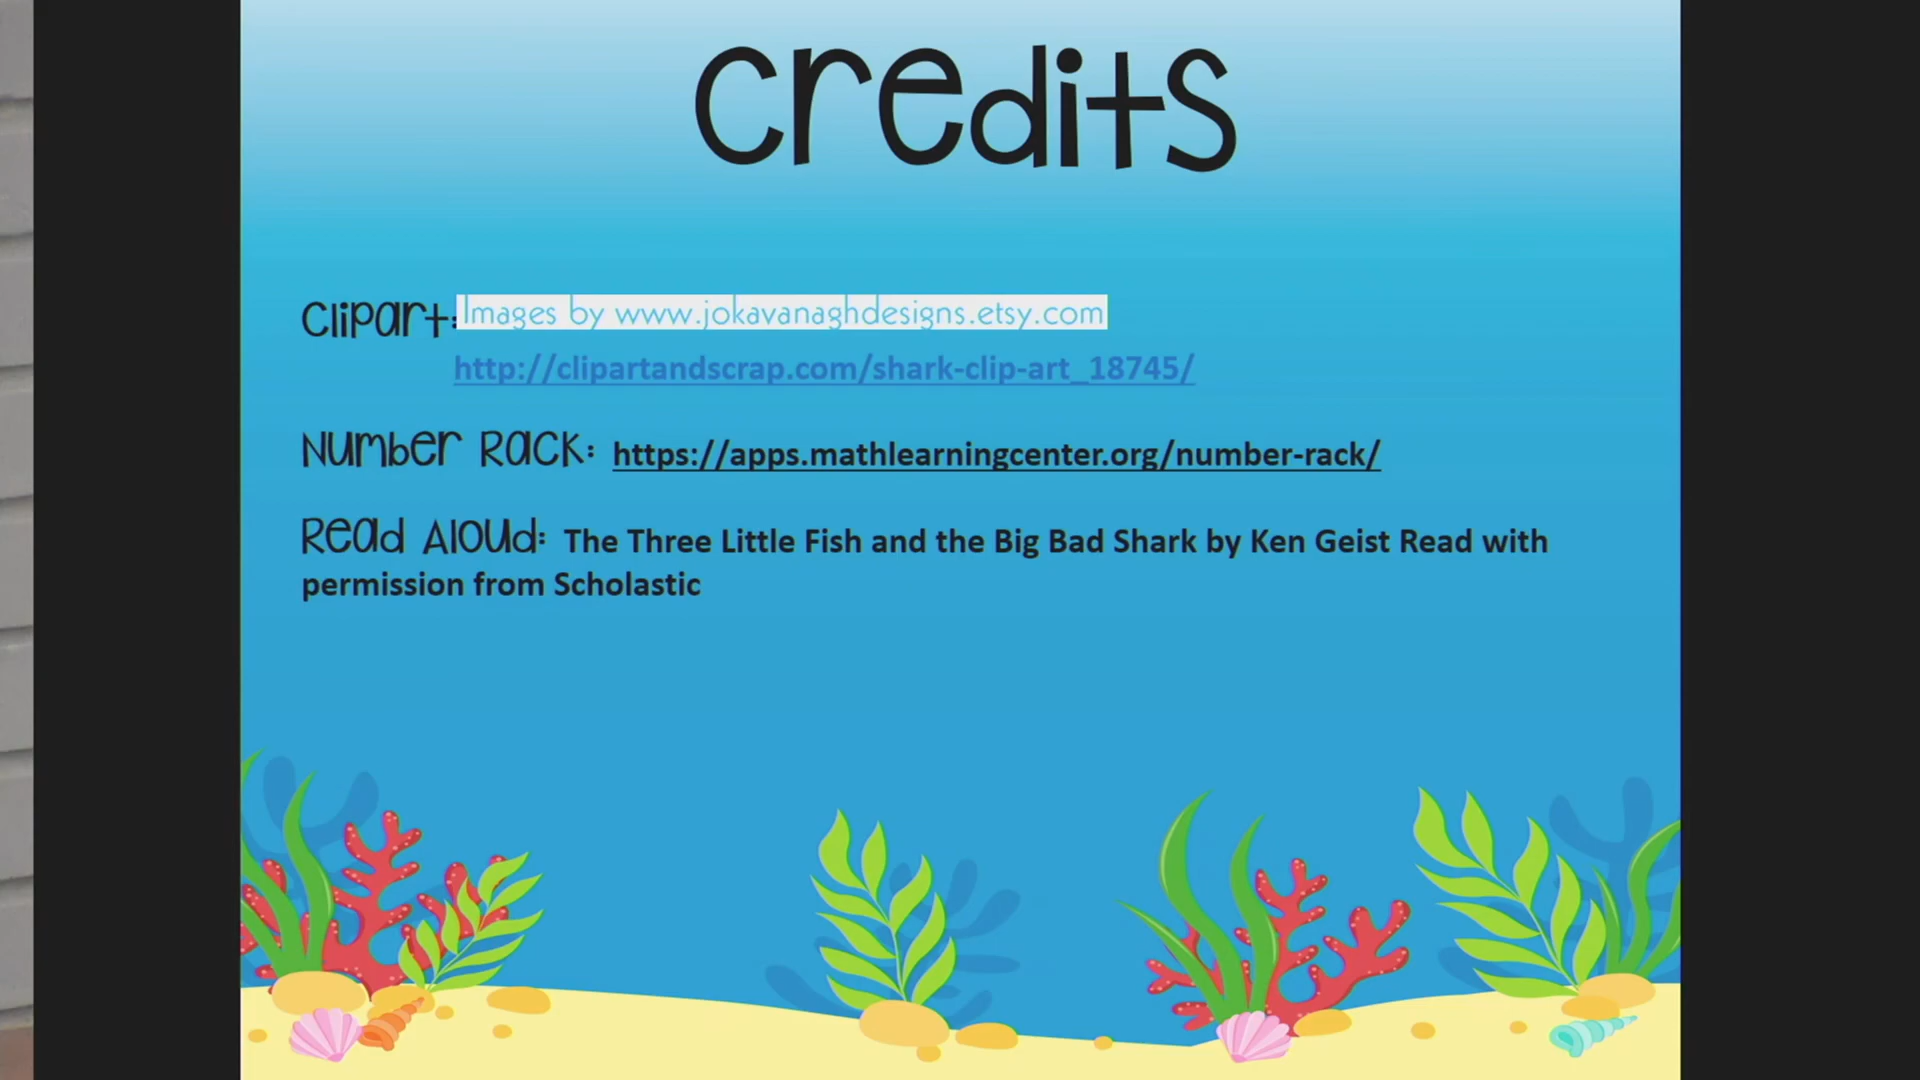 Credits
Clipart: Images by www.jokavanaghdesigns.etsy.com
http://clipartandscrap.com/shark-clip-art_18745/
Number Rack: https://apps.mathlearningcenter.org/number-rack/
Read Aloud: The Three Little Fish and the Big Bad Shark by Ken Geist Read with
permission from Scholastic